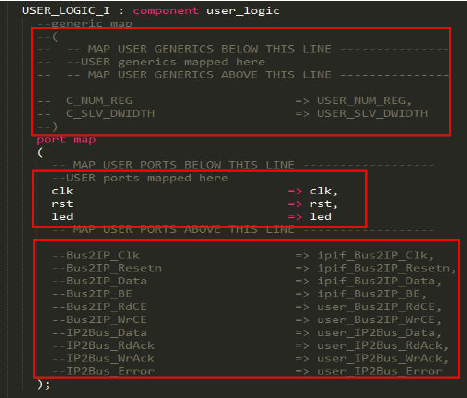 USER_LOGIC_I : component user_logic
--generic map
--(
--  -- MAP USER GENERICS BELOW THIS LINE ---------------
--  --USER generics mapped here
--  -- MAP USER GENERICS ABOVE THIS LINE ---------------
--  C_NUM_REG => USER_NUM_REG,
--  C_SLV_DWIDTH => USER_SLV_DWIDTH
--)
port map
(
-- MAP USER PORTS BELOW THIS LINE ------------------
--USER ports mapped here
clk => clk,
rst => rst,
led => led
-- MAP USER PORTS ABOVE THIS LINE ------------------
--Bus2IP_Clk => ipif_Bus2IP_Clk,
--Bus2IP_Resetn => ipif_Bus2IP_Resetn,
--Bus2IP_Data => ipif_Bus2IP_Data,
--Bus2IP_BE => ipif_Bus2IP_BE,
--Bus2IP_RdCE => user_Bus2IP_RdCE,
--Bus2IP_WrCE => user_Bus2IP_WrCE,
--IP2Bus_Data => user_IP2Bus_Data,
--IP2Bus_RdAck => user_IP2Bus_RdAck,
--IP2Bus_WrAck => user_IP2Bus_WrAck,
--IP2Bus_Error => user_IP2Bus_Error
);